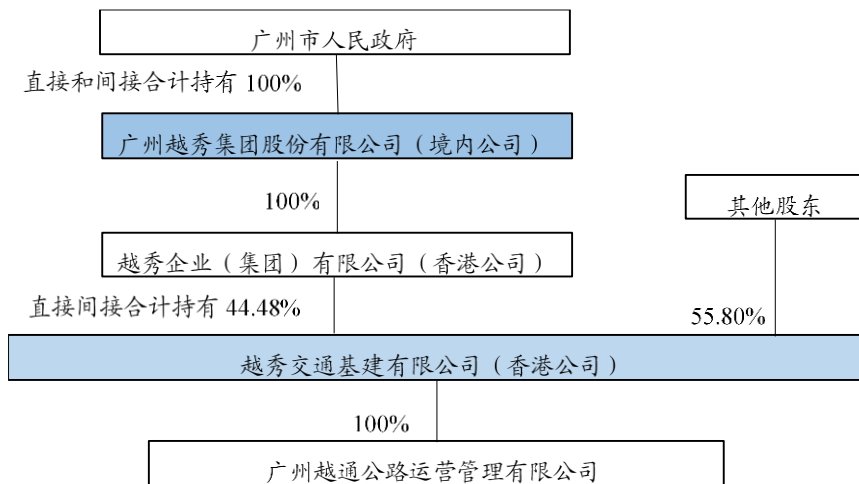 广州市人民政府
直接和间接合计持有 100%
广州越秀集团股份有限公司（境内公司）
100%
其他股东
越秀企业（集团）有限公司（香港公司）
直接间接合计持有 44.48%
55.80%
越秀交通基建有限公司（香港公司）
100%
广州越通公路运营管理有限公司